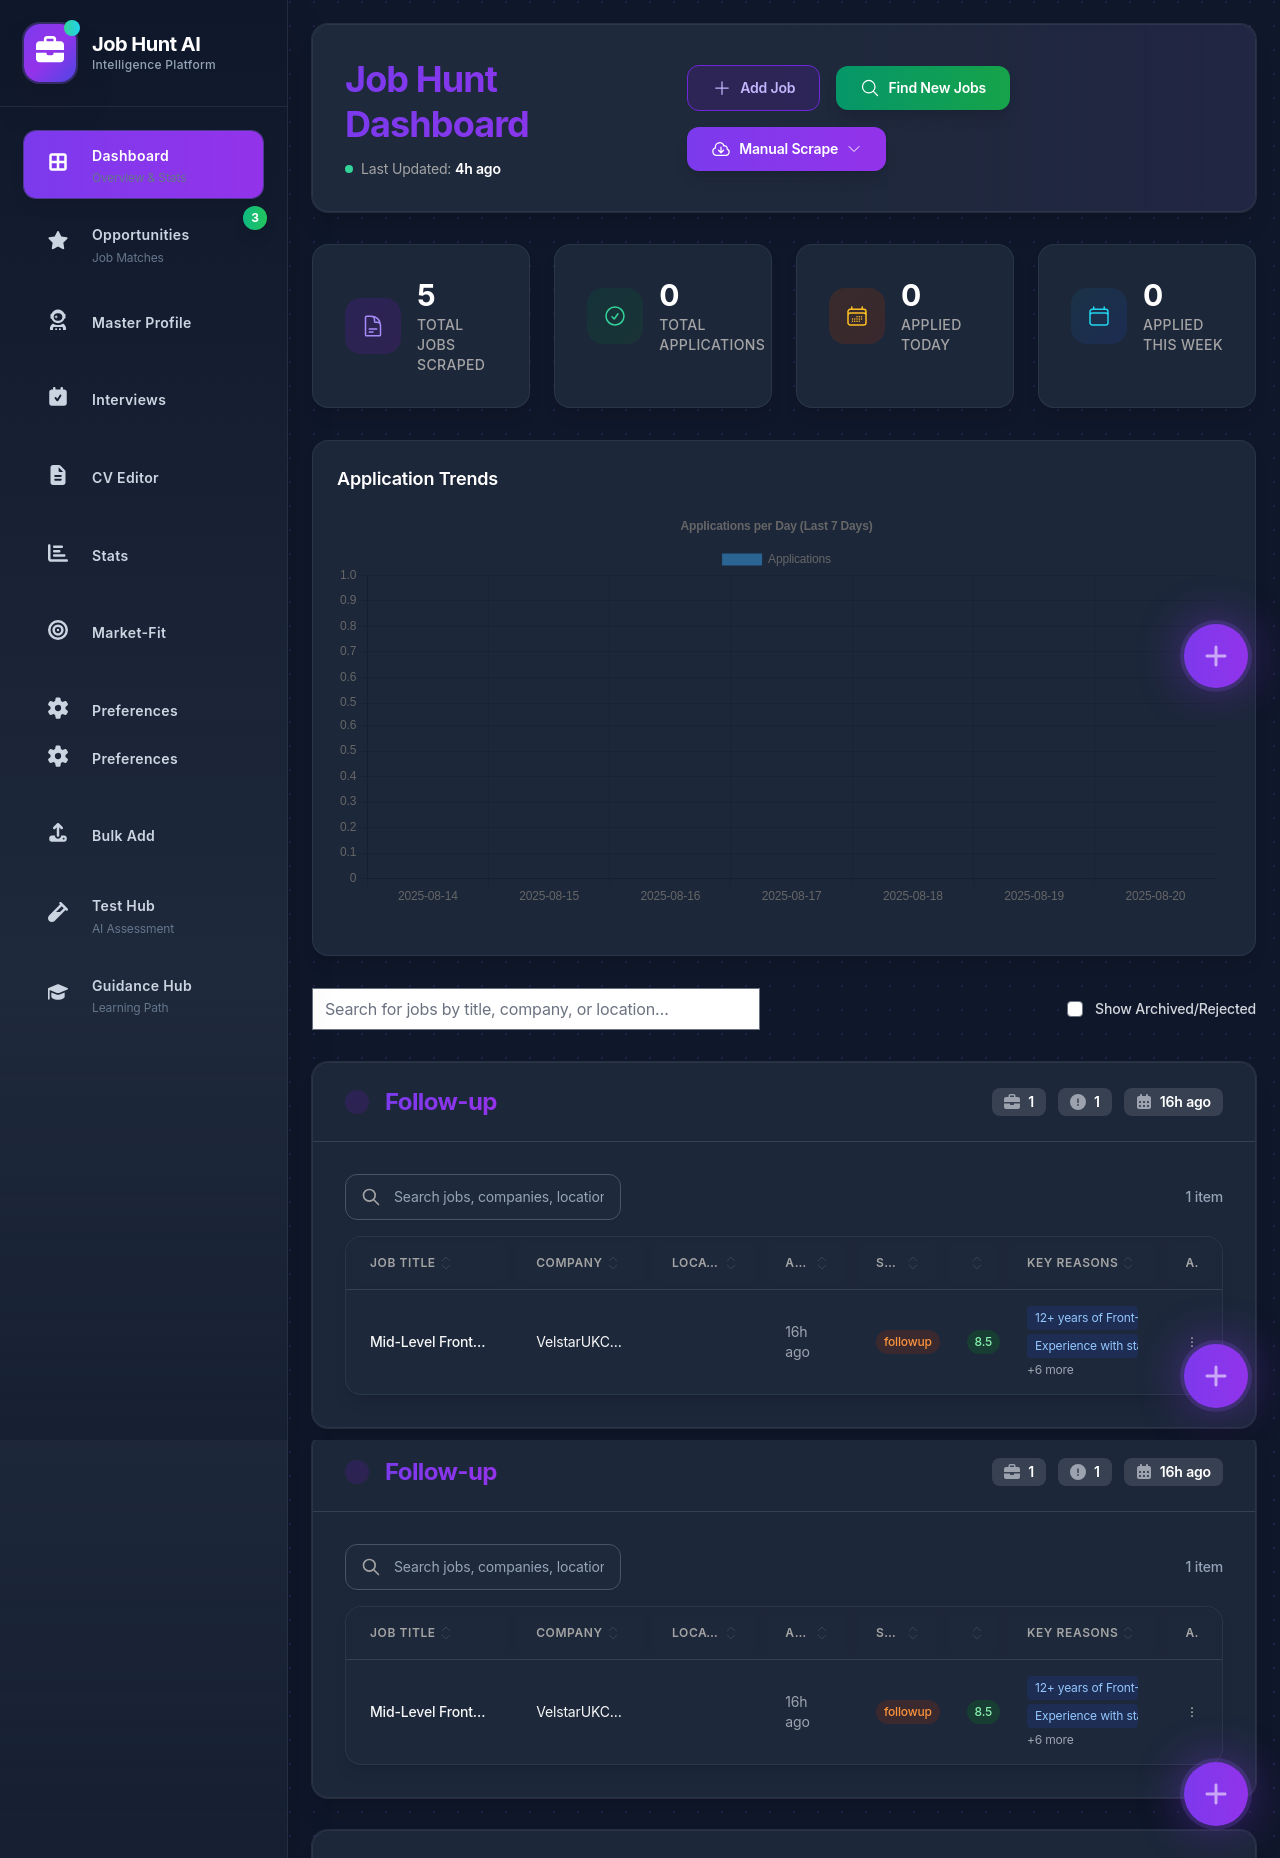 Job Hunt AI
Intelligence Platform
Dashboard
Overview & Stats
3
Opportunities
Job Matches
Master Profile
Interviews
CV Editor
Stats
Market-Fit
Preferences
Preferences
Bulk Add
Test Hub
AI Assessment
Guidance Hub
Learning Path
Job Hunt
Dashboard
Last Updated: 4h ago
Add Job
Find New Jobs
Manual Scrape
5
TOTAL
JOBS
SCRAPED
0
TOTAL
APPLICATIONS
0
APPLIED
TODAY
0
APPLIED
THIS WEEK
Application Trends
Applications per Day (Last 7 Days)
Applications
1.0
0.9
0.8
0.7
0.6
0.5
0.6
0.5
0.4
0.3
0.2
0.1
0
2025-08-14 2025-08-15 2025-08-16 2025-08-17 2025-08-18 2025-08-19 2025-08-20
Search for jobs by title, company, or location...
Show Archived/Rejected
Follow-up
1 1 16h ago
Search jobs, companies, location
1 item
JOB TITLE COMPANY LOCA... A... S... KEY REASONS A.
Mid-Level Front... VelstarUKC... 16h ago followup 8.5
12+ years of Front-
Experience with sta
+6 more
Follow-up
1 1 16h ago
Search jobs, companies, location
1 item
JOB TITLE COMPANY LOCA... A... S... KEY REASONS A.
Mid-Level Front... VelstarUKC... 16h ago followup 8.5
12+ years of Front-
Experience with sta
+6 more